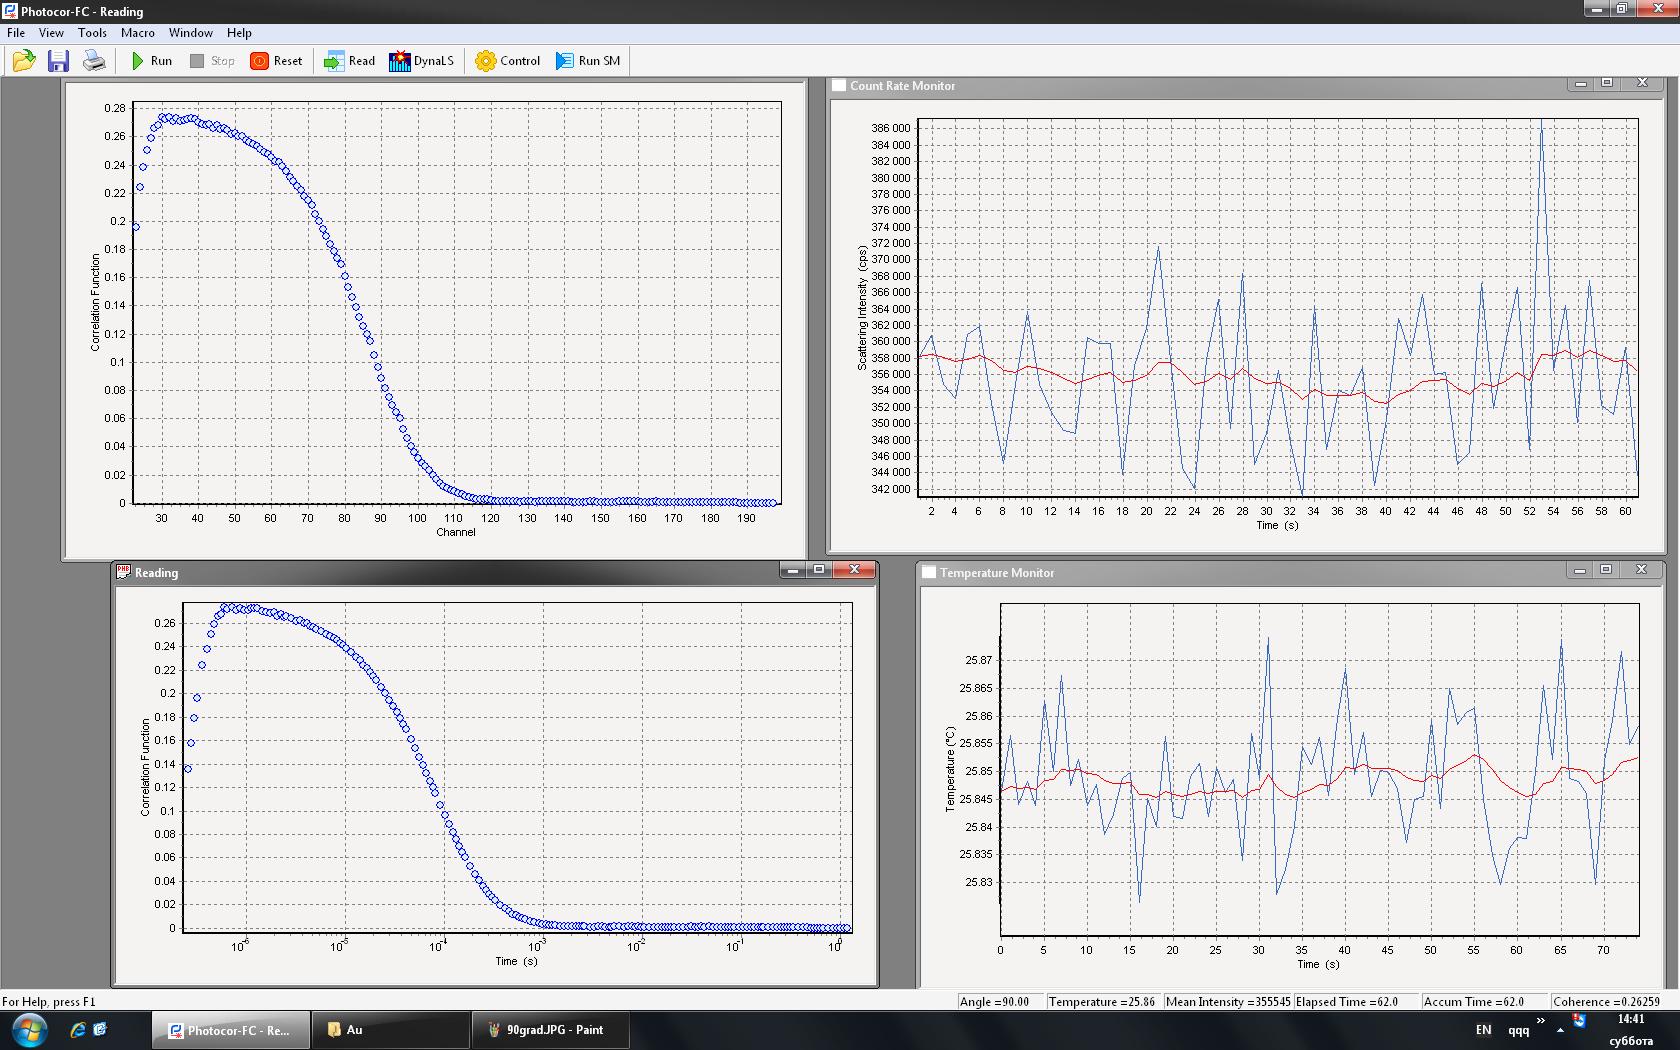 Photocor-FC - Reading
File View Tools Macro Window Help
Run Stop Reset Read DynaLS Control Run SM
0.28
0.26
0.24
0.22
0.2
0.18
0.16
0.14
0.12
0.1
0.08
0.06
0.04
0.02
0
Correlation Function
30 40 50 60 70 80 90 100 110 120 130 140 150 160 170 180 190
Channel
Count Rate Monitor
386 000
384 000
382 000
380 000
378 000
376 000
374 000
372 000
370 000
368 000
366 000
364 000
362 000
360 000
358 000
356 000
354 000
352 000
350 000
348 000
346 000
344 000
342 000
Scattering Intensity (cps)
2 4 6 8 10 12 14 16 18 20 22 24 26 28 30 32 34 36 38 40 42 44 46 48 50 52 54 56 58 60
Time (s)
Reading
0.26
0.24
0.22
0.2
0.18
0.16
0.14
0.12
0.1
0.08
0.06
0.04
0.02
0
Correlation Function
10-6 10-5 10-4 10-3 10-2 10-1 100
Time (s)
Temperature Monitor
25.87
25.865
25.86
25.855
25.85
25.845
25.84
25.835
25.83
Temperature (°C)
0 5 10 15 20 25 30 35 40 45 50 55 60 65 70
Time (s)
For Help, press F1
Angle =90.00 Temperature =25.86 Mean Intensity =355545 Elapsed Time =62.0 Accum Time =62.0 Coherence =0.26259
Photocor-FC - Re... Au 90grad.JPG - Paint EN qqq » 14:41
суббота